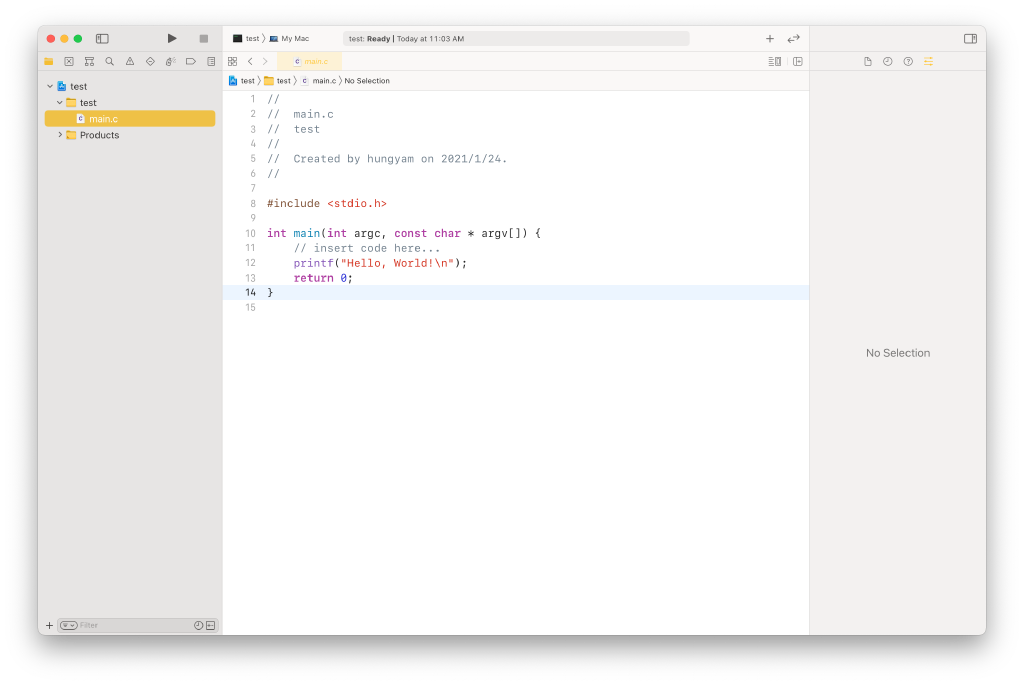 test 〉 My Mac
test: Ready | Today at 11:03 AM
main.c
test 〉 test 〉 main.c 〉 No Selection
test
test
main.c
Products
Filter
1 //
2 //  main.c
3 //  test
4 //
5 //  Created by hungyam on 2021/1/24.
6 //
7
8 #include <stdio.h>
9
10 int main(int argc, const char * argv[]) {
11     // insert code here...
12     printf("Hello, World!\n");
13     return 0;
14 }
15
No Selection